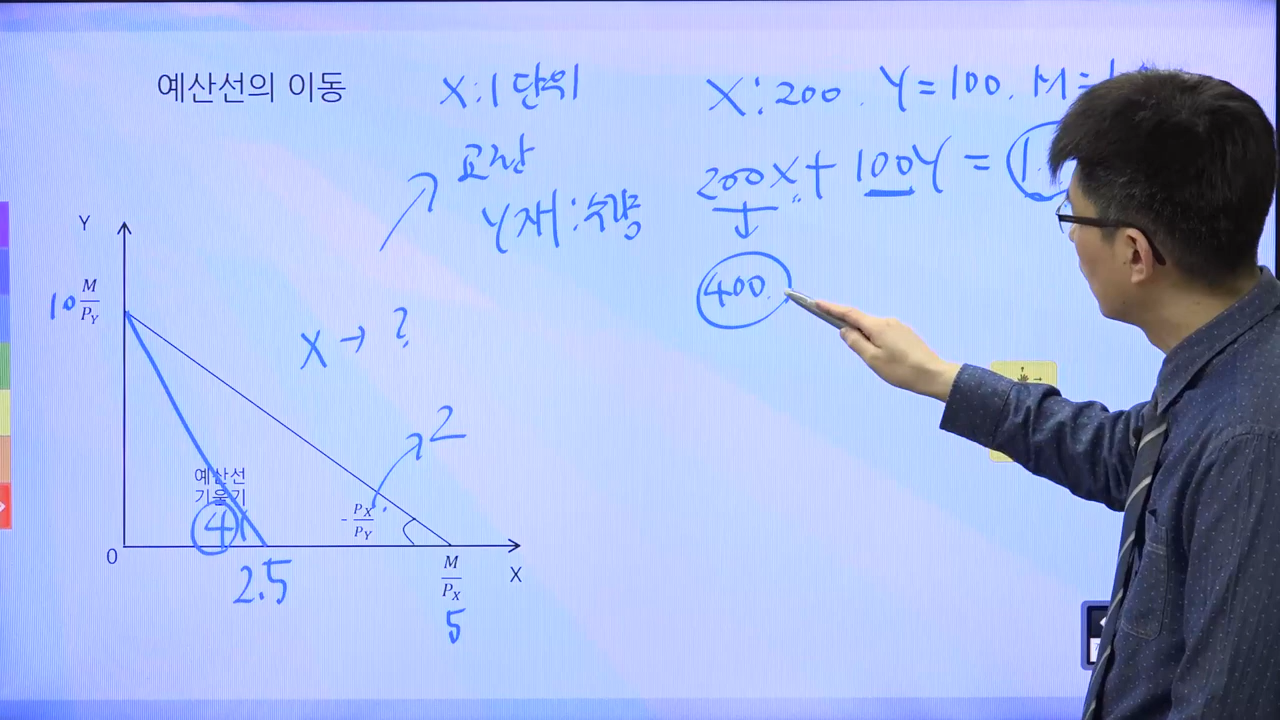 예산선의 이동
X : 1 단위
교환
Y재 : 수량
X : 200 . Y = 100 . M =
200X + 100Y =
400
Y
10 M/P_Y
X → ?
2
예산선
기울기
4
- P_X/P_Y
0
2.5
M/P_X
X
5